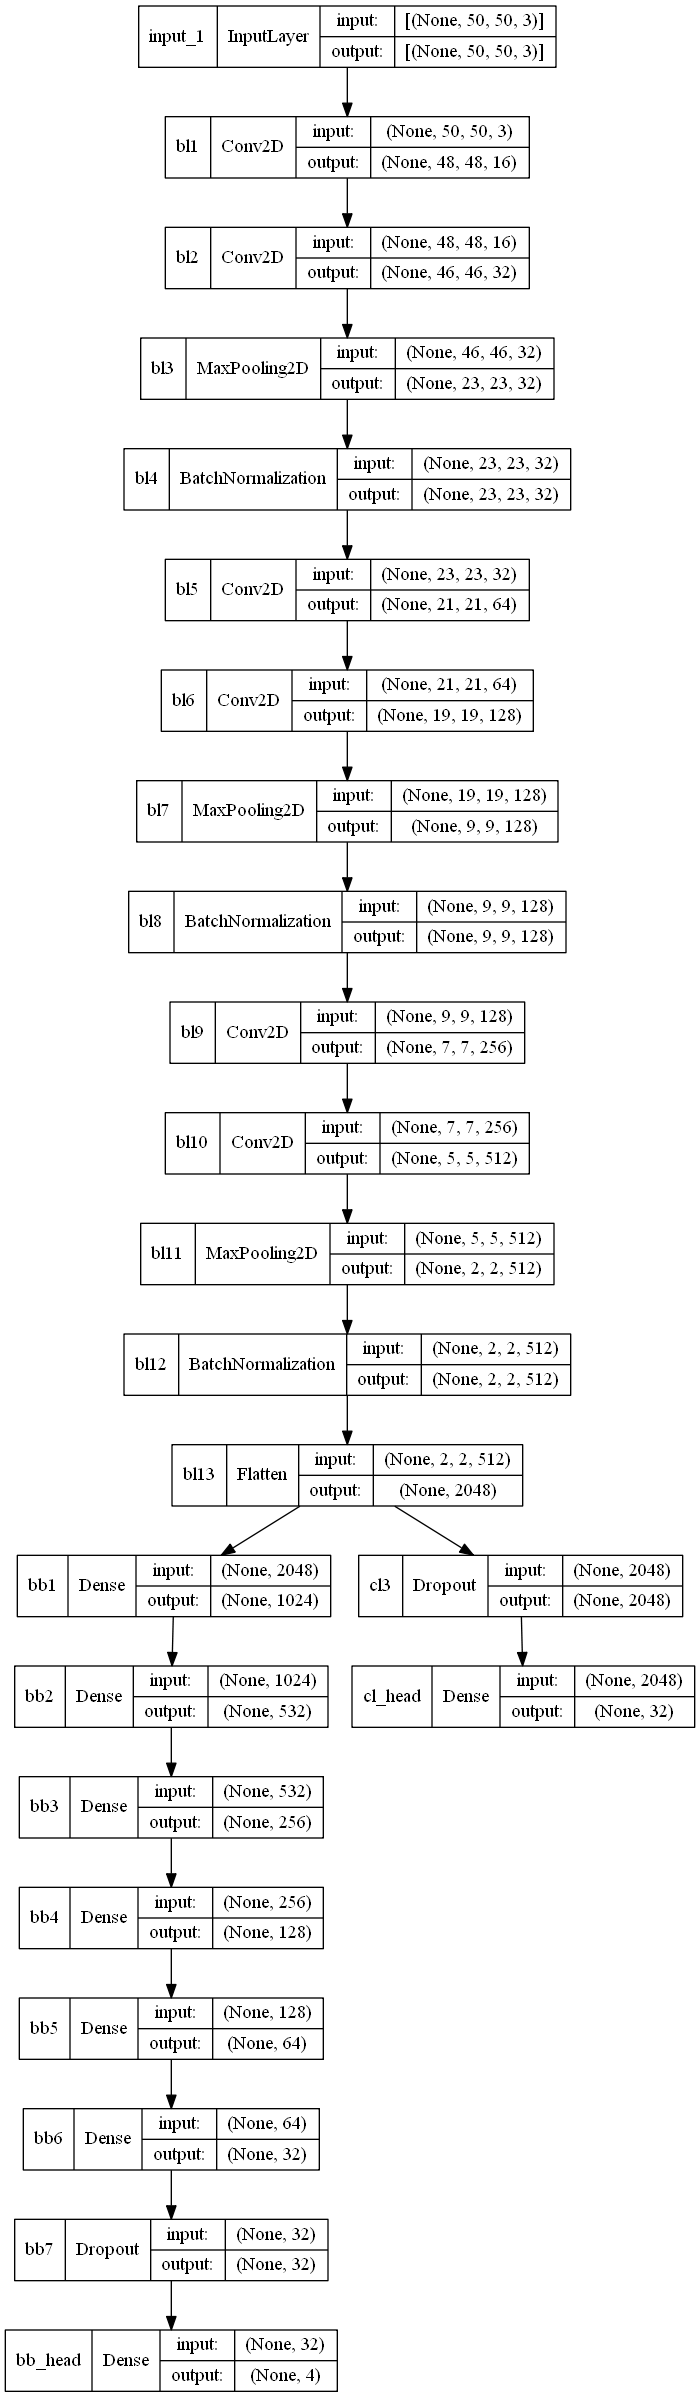 input_1 InputLayer input: [(None, 50, 50, 3)]
output: [(None, 50, 50, 3)]
bl1 Conv2D input: (None, 50, 50, 3)
output: (None, 48, 48, 16)
bl2 Conv2D input: (None, 48, 48, 16)
output: (None, 46, 46, 32)
bl3 MaxPooling2D input: (None, 46, 46, 32)
output: (None, 23, 23, 32)
bl4 BatchNormalization input: (None, 23, 23, 32)
output: (None, 23, 23, 32)
bl5 Conv2D input: (None, 23, 23, 32)
output: (None, 21, 21, 64)
bl6 Conv2D input: (None, 21, 21, 64)
output: (None, 19, 19, 128)
bl7 MaxPooling2D input: (None, 19, 19, 128)
output: (None, 9, 9, 128)
bl8 BatchNormalization input: (None, 9, 9, 128)
output: (None, 9, 9, 128)
bl9 Conv2D input: (None, 9, 9, 128)
output: (None, 7, 7, 256)
bl10 Conv2D input: (None, 7, 7, 256)
output: (None, 5, 5, 512)
bl11 MaxPooling2D input: (None, 5, 5, 512)
output: (None, 2, 2, 512)
bl12 BatchNormalization input: (None, 2, 2, 512)
output: (None, 2, 2, 512)
bl13 Flatten input: (None, 2, 2, 512)
output: (None, 2048)
bb1 Dense input: (None, 2048)
output: (None, 1024)
cl3 Dropout input: (None, 2048)
output: (None, 2048)
bb2 Dense input: (None, 1024)
output: (None, 532)
cl_head Dense input: (None, 2048)
output: (None, 32)
bb3 Dense input: (None, 532)
output: (None, 256)
bb4 Dense input: (None, 256)
output: (None, 128)
bb5 Dense input: (None, 128)
output: (None, 64)
bb6 Dense input: (None, 64)
output: (None, 32)
bb7 Dropout input: (None, 32)
output: (None, 32)
bb_head Dense input: (None, 32)
output: (None, 4)